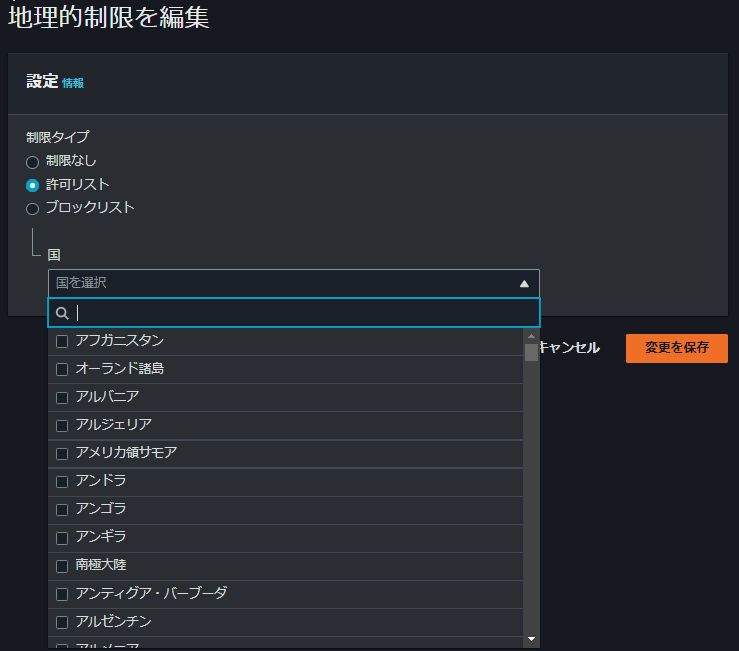 地理的制限を編集
設定 情報
制限タイプ
制限なし
許可リスト
ブロックリスト
国
国を選択
アフガニスタン
オーランド諸島
キャンセル
変更を保存
アルバニア
アルジェリア
アメリカ領サモア
アンドラ
アンゴラ
アンギラ
南極大陸
アンティグア・バーブーダ
アルゼンチン
アルメニア